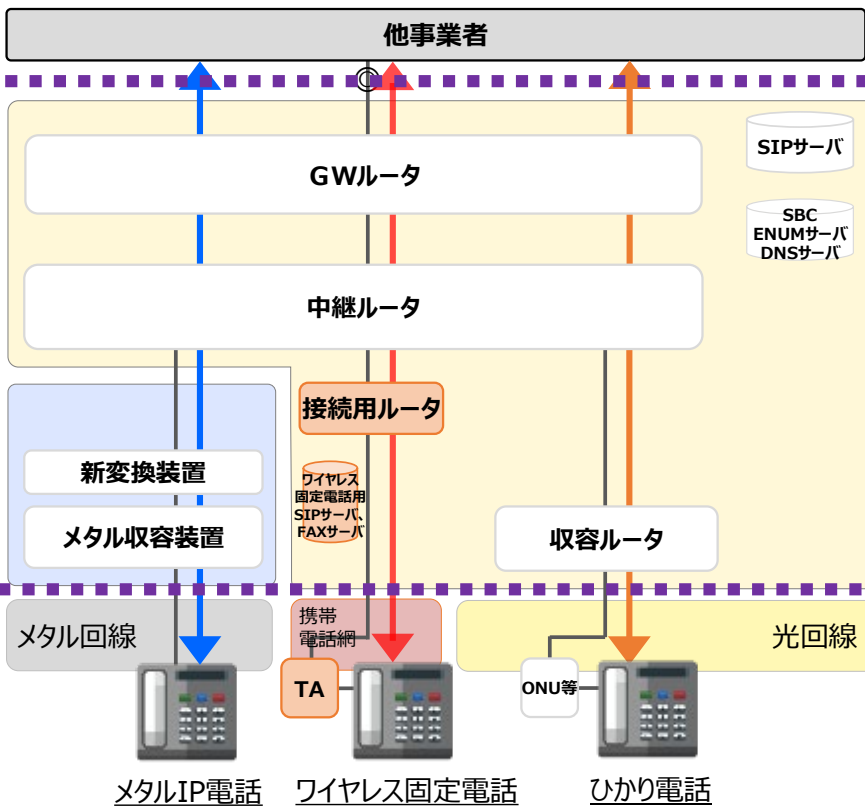 他事業者
SIPサーバ
GWルータ
SBC
ENUMサーバ
DNSサーバ
中継ルータ
接続用ルータ
新変換装置
ワイヤレス
固定電話用
SIPサーバ、
FAXサーバ
メタル収容装置
収容ルータ
メタル回線
携帯
電話網
光回線
TA
ONU等
メタルIP電話
ワイヤレス固定電話
ひかり電話